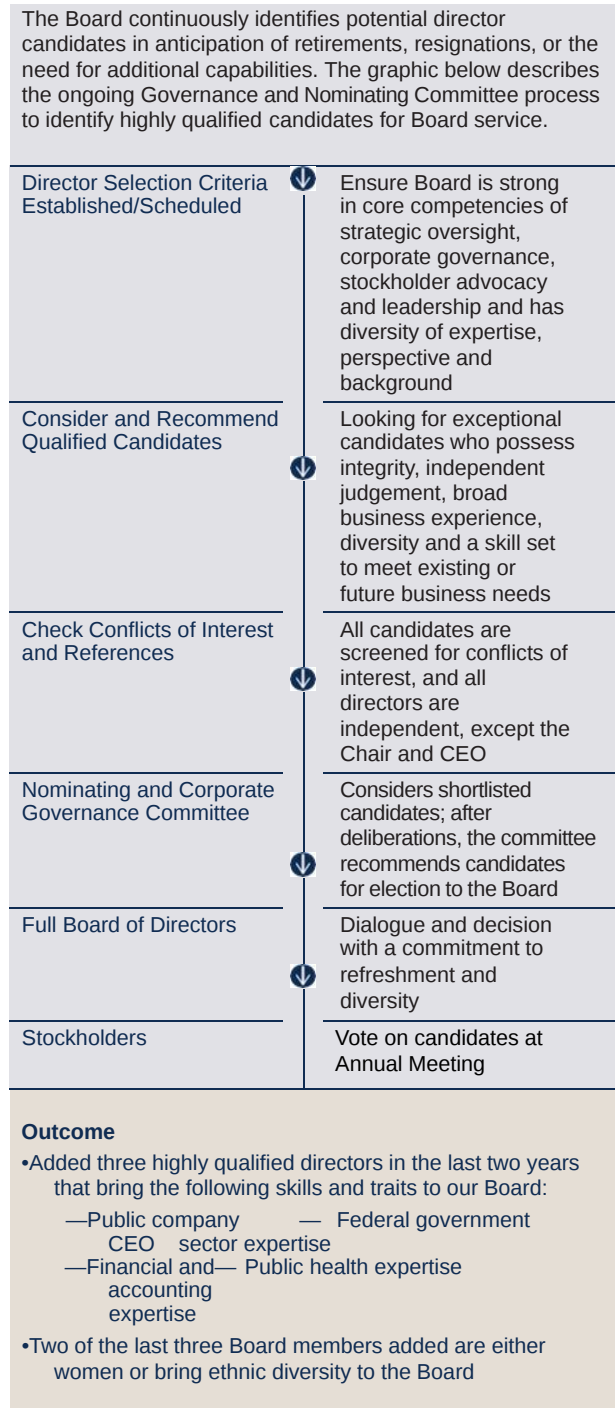 The Board continuously identifies potential director
candidates in anticipation of retirements, resignations, or the
need for additional capabilities. The graphic below describes
the ongoing Governance and Nominating Committee process
to identify highly qualified candidates for Board service.
Director Selection Criteria
Established/Scheduled
Ensure Board is strong
in core competencies of
strategic oversight,
corporate governance,
stockholder advocacy
and leadership and has
diversity of expertise,
perspective and
background
Consider and Recommend
Qualified Candidates
Looking for exceptional
candidates who possess
integrity, independent
judgement, broad
business experience,
diversity and a skill set
to meet existing or
future business needs
Check Conflicts of Interest
and References
All candidates are
screened for conflicts of
interest, and all
directors are
independent, except the
Chair and CEO
Nominating and Corporate
Governance Committee
Considers shortlisted
candidates; after
deliberations, the committee
recommends candidates
for election to the Board
Full Board of Directors
Dialogue and decision
with a commitment to
refreshment and
diversity
Stockholders
Vote on candidates at
Annual Meeting
Outcome
•Added three highly qualified directors in the last two years
that bring the following skills and traits to our Board:
—Public company — Federal government
CEO sector expertise
—Financial and— Public health expertise
accounting
expertise
•Two of the last three Board members added are either
women or bring ethnic diversity to the Board